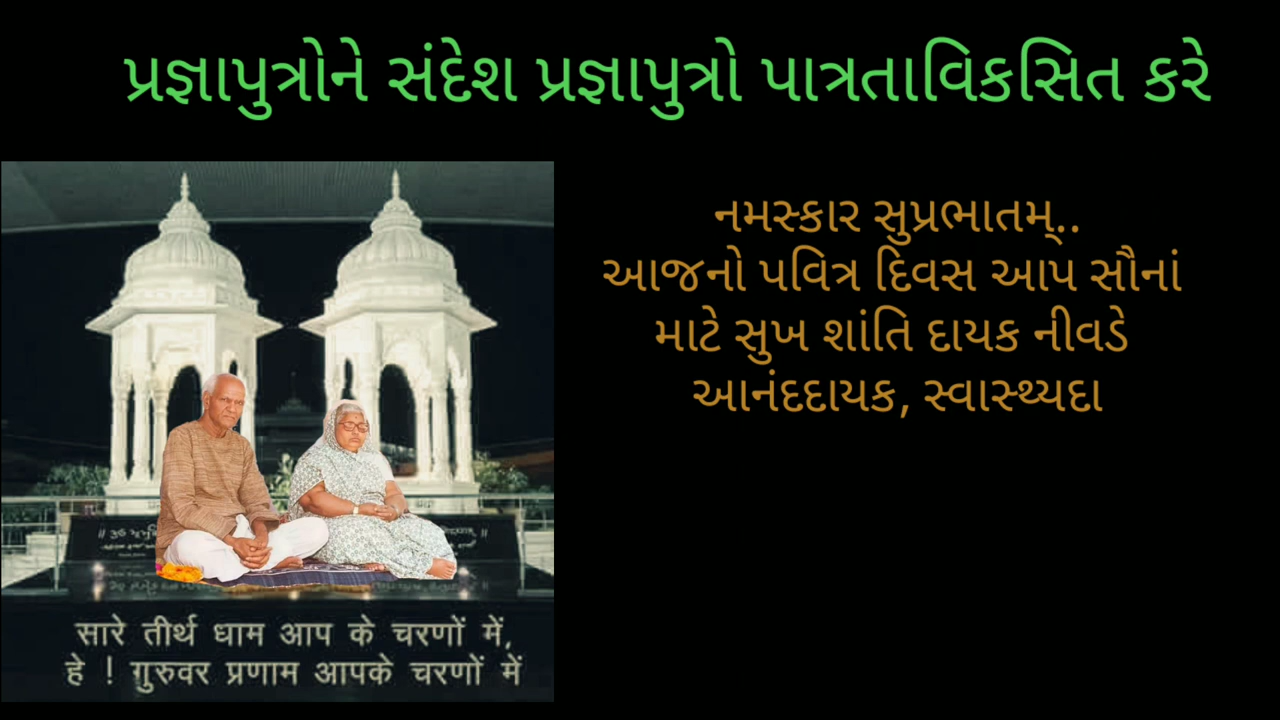 પ્રજ્ઞાપુત્રોને સંદેશ પ્રજ્ઞાપુત્રો પાત્રતાવિકસિત કરે
નમસ્કાર સુપ્રભાતમ્..
આજનો પવિત્ર દિવસ આપ સૌનાં
માટે સુખ શાંતિ દાયક નીવડે
આનંદદાયક, સ્વાસ્થ્યદા
सारे तीर्थ धाम आप के चरणों में,
हे ! गुरुवर प्रणाम आपके चरणों में